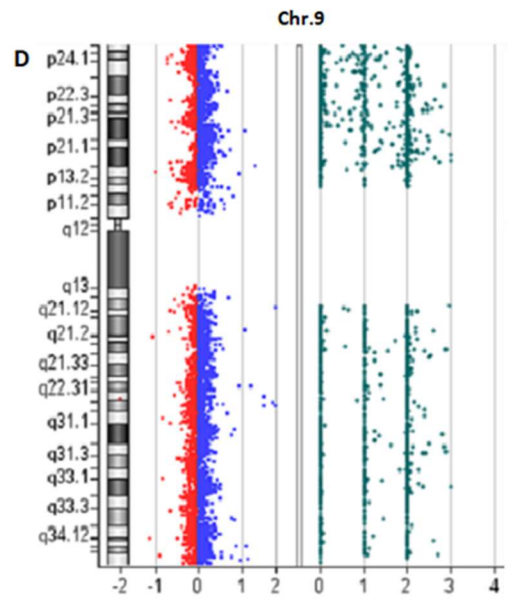 Chr.9
D
p24.1
p22.3
p21.3
p21.1
p13.2
p11.2
q12
q13
q21.12
q21.2
q21.33
q22.31
q31.1
q31.3
q33.1
q33.3
q34.12
-2 -1 0 1 2 0 1 2 3 4